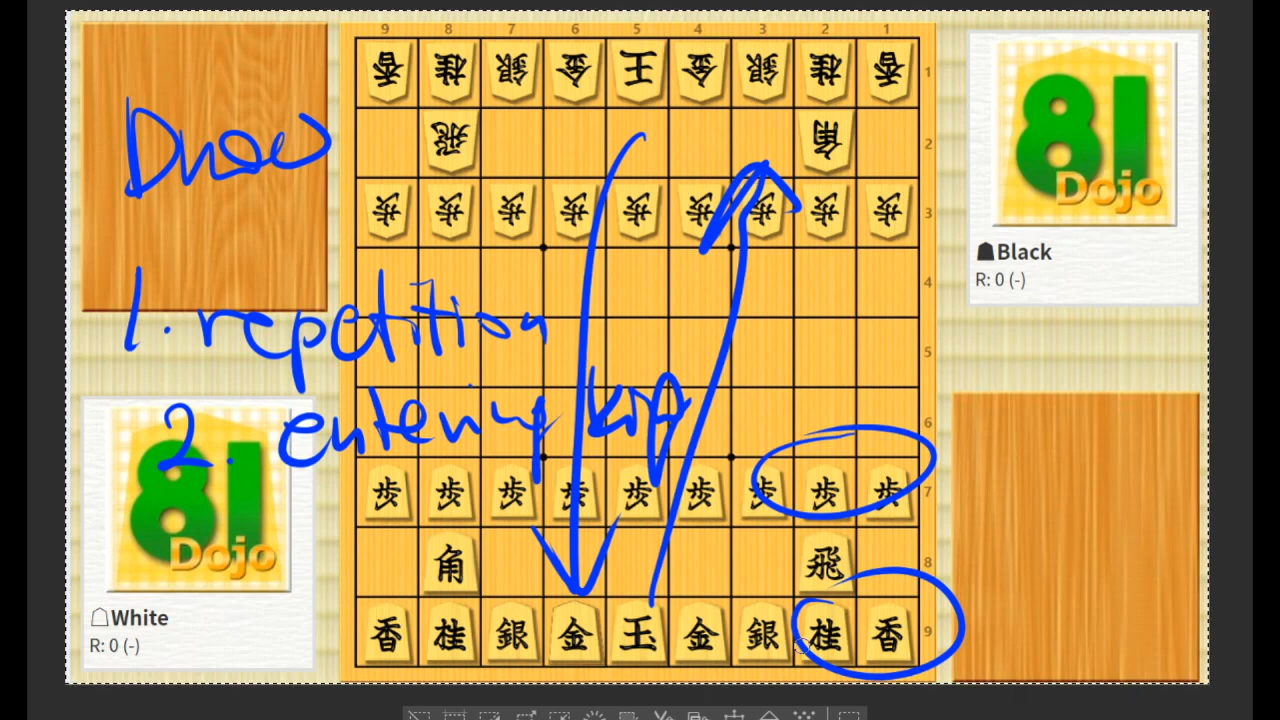 9 8 7 6 5 4 3 2 1
香 桂 銀 金 王 金 銀 桂 香 1
飛 角 2
歩 歩 歩 歩 歩 歩 歩 歩 歩 3
4
5
6
歩 歩 歩 歩 歩 歩 歩 歩 歩 7
角 飛 8
香 桂 銀 金 玉 金 銀 桂 香 9
Draw
1. repetition
2. entering king
81
Dojo
Black
R: 0 (-)
81
Dojo
White
R: 0 (-)